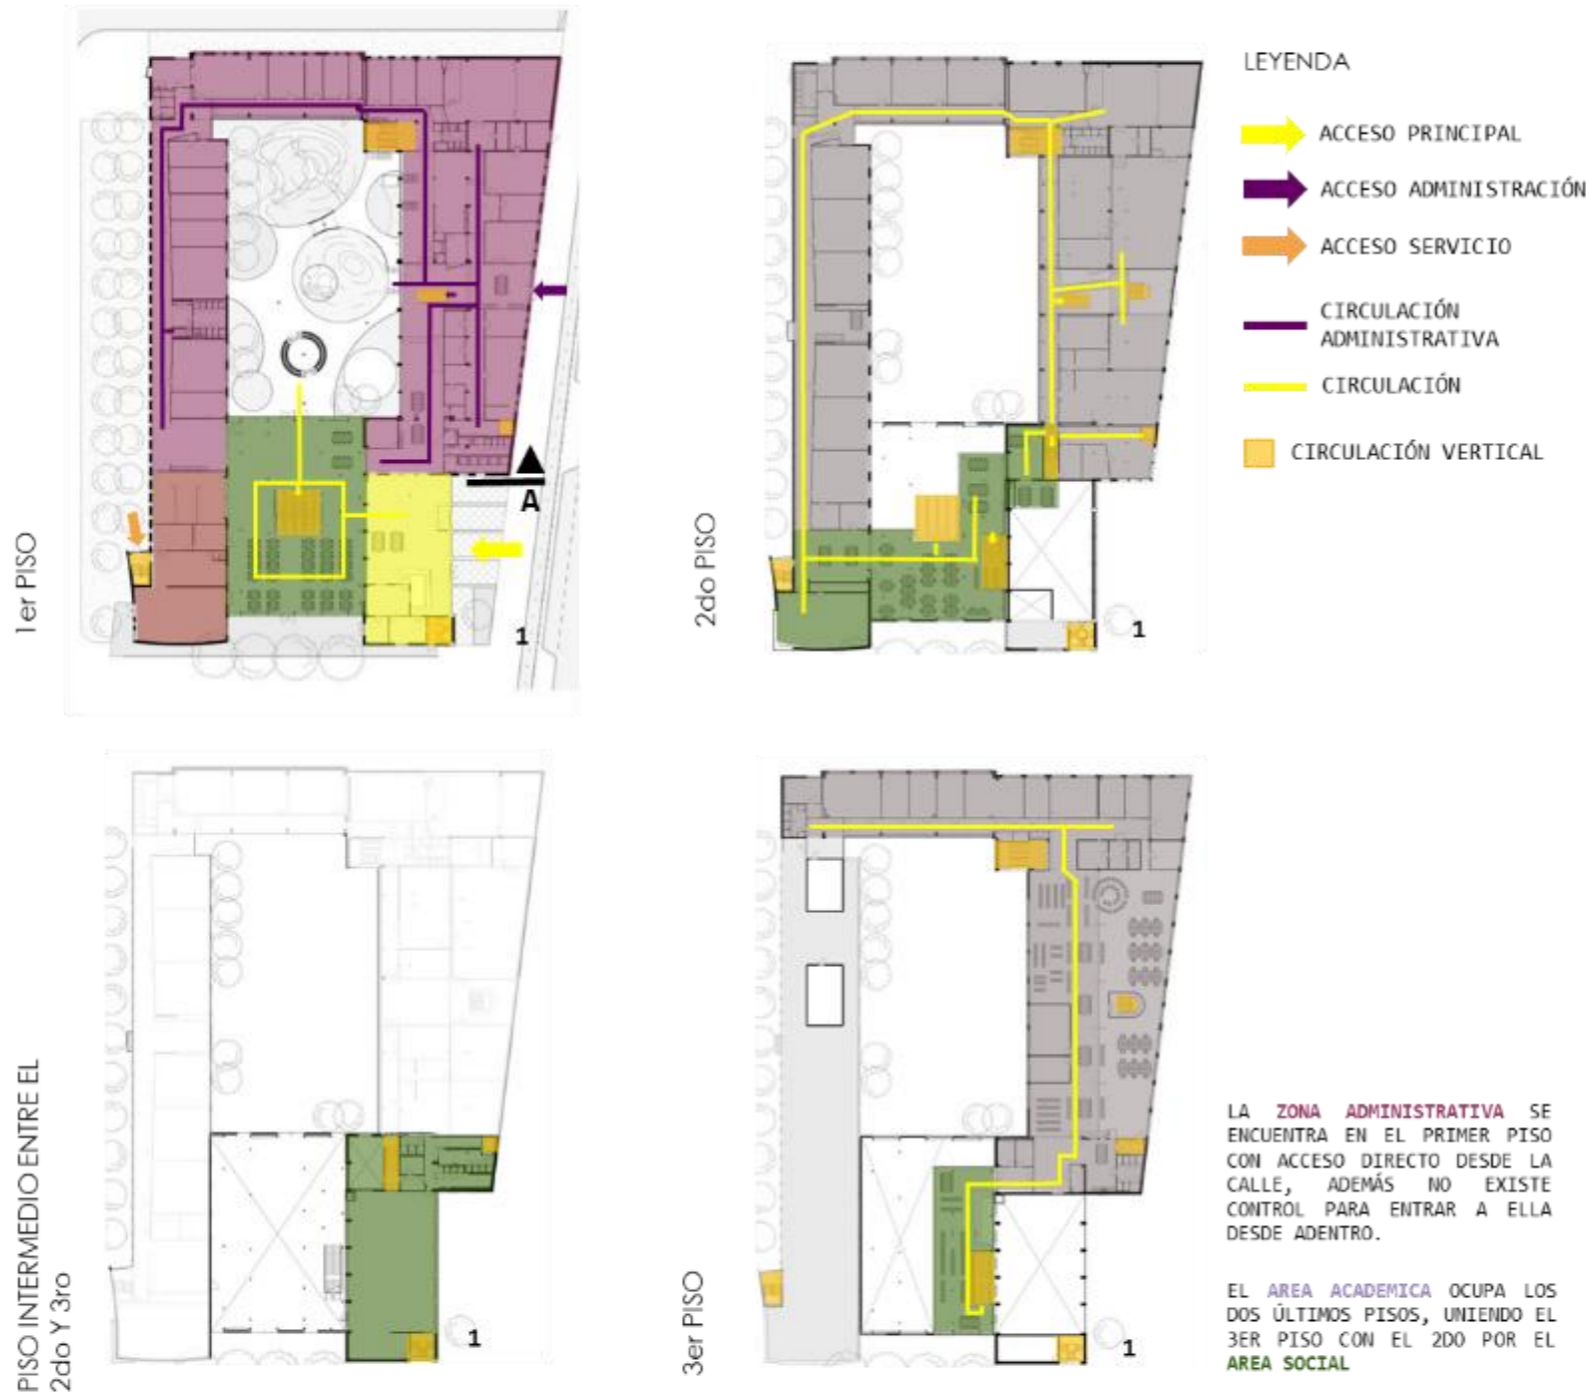 1er PISO
A
1
2do PISO
1
LEYENDA
ACCESO PRINCIPAL
ACCESO ADMINISTRACIÓN
ACCESO SERVICIO
CIRCULACIÓN
ADMINISTRATIVA
CIRCULACIÓN
CIRCULACIÓN VERTICAL
PISO INTERMEDIO ENTRE EL
2do Y 3ro
1
3er PISO
1
LA ZONA ADMINISTRATIVA SE
ENCUENTRA EN EL PRIMER PISO
CON ACCESO DIRECTO DESDE LA
CALLE, ADEMÁS NO EXISTE
CONTROL PARA ENTRAR A ELLA
DESDE ADENTRO.
EL AREA ACADEMICA OCUPA LOS
DOS ÚLTIMOS PISOS, UNIENDO EL
3ER PISO CON EL 2DO POR EL
AREA SOCIAL